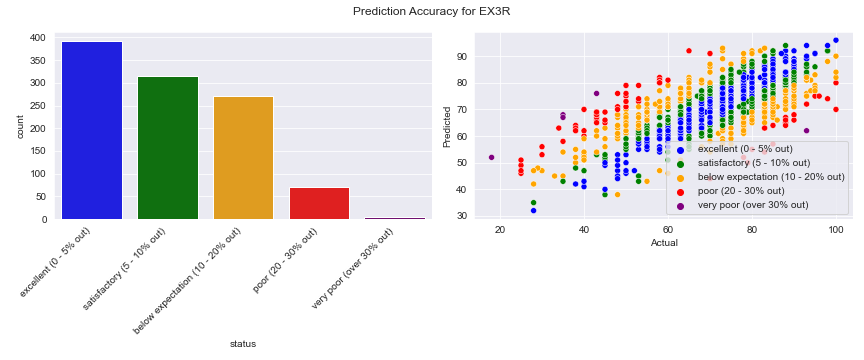 Prediction Accuracy for EX3R
400
350
300
250
200
150
100
50
0
count
excellent (0 - 5% out)
satisfactory (5 - 10% out)
below expectation (10 - 20% out)
poor (20 - 30% out)
very poor (over 30% out)
status
90
80
70
60
50
40
30
Predicted
20
40
60
80
100
Actual
excellent (0 - 5% out)
satisfactory (5 - 10% out)
below expectation (10 - 20% out)
poor (20 - 30% out)
very poor (over 30% out)